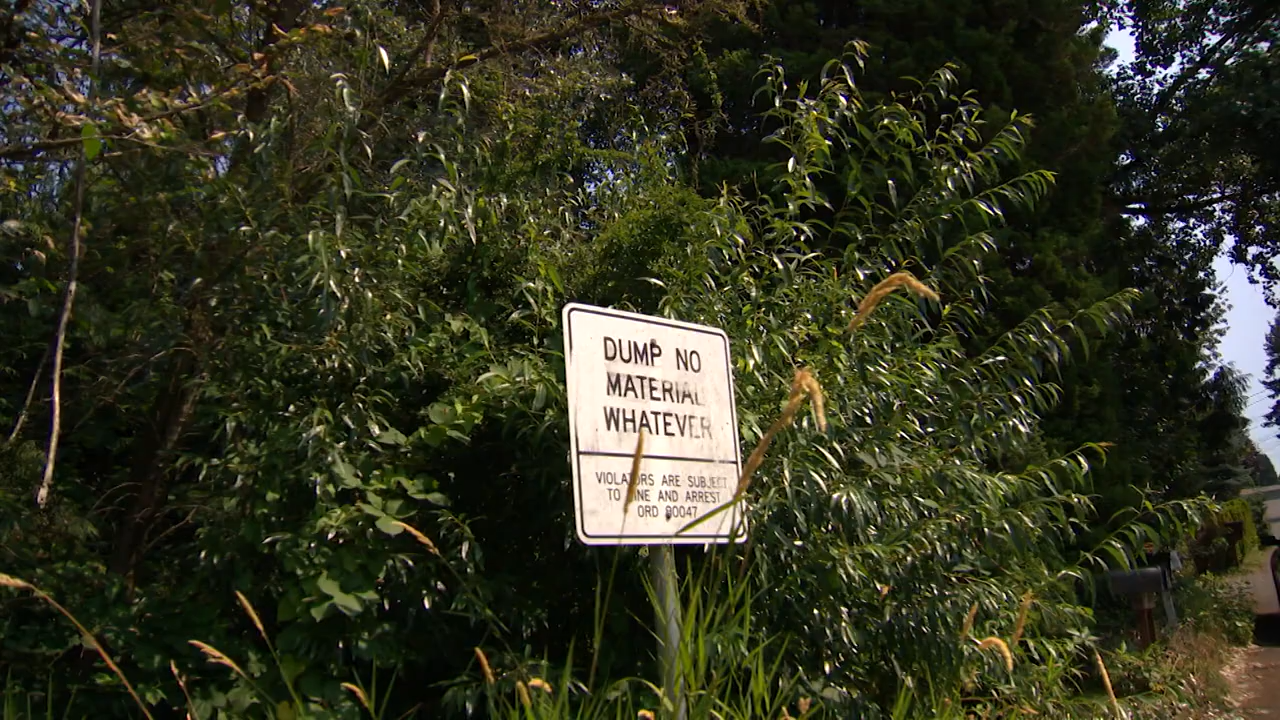 DUMP NO
MATERIAL
WHATEVER
VIOLATORS ARE SUBJECT
TO FINE AND ARREST
ORD 90047